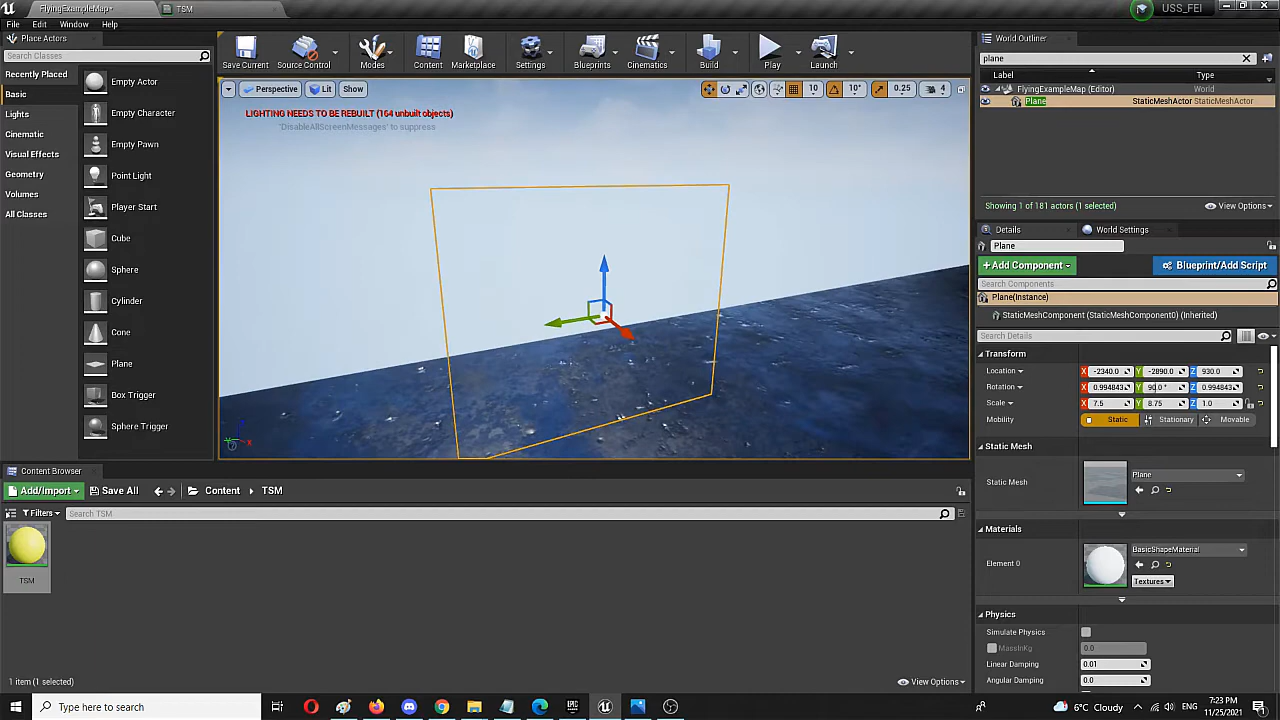 FlyingExampleMap*
TSM
USS_FEI
File Edit Window Help
Place Actors
Search Classes
Recently Placed
Basic
Lights
Cinematic
Visual Effects
Geometry
Volumes
All Classes
Empty Actor
Empty Character
Empty Pawn
Point Light
Player Start
Cube
Sphere
Cylinder
Cone
Plane
Box Trigger
Sphere Trigger
Save Current Source Control Modes Content Marketplace Settings Blueprints Cinematics Build Play Launch
Perspective Lit Show 10 10° 0.25 4
LIGHTING NEEDS TO BE REBUILT (164 unbuilt objects)
'DisableAllScreenMessages' to suppress
World Outliner
plane
Label Type
FlyingExampleMap (Editor) World
Plane StaticMeshActor StaticMeshActor
Showing 1 of 181 actors (1 selected) View Options
Details World Settings
Plane
+Add Component Blueprint/Add Script
Search Components
Plane(Instance)
StaticMeshComponent (StaticMeshComponent0) (Inherited)
Search Details
Transform
Location X -2340.0 Y -2890.0 Z 930.0
Rotation X 0.994843 Y 90.0 ° Z 0.994843
Scale X 7.5 Y 8.75 Z 1.0
Mobility Static Stationary Movable
Static Mesh
Static Mesh Plane
Materials
Element 0 BasicShapeMaterial
Textures
Physics
Simulate Physics
MassInKg 0.0
Linear Damping 0.01
Angular Damping 0.0
Content Browser
Add/Import Save All Content TSM
Filters Search TSM
TSM
1 item (1 selected) View Options
Type here to search
6°C Cloudy ENG 7:23 PM
11/25/2021